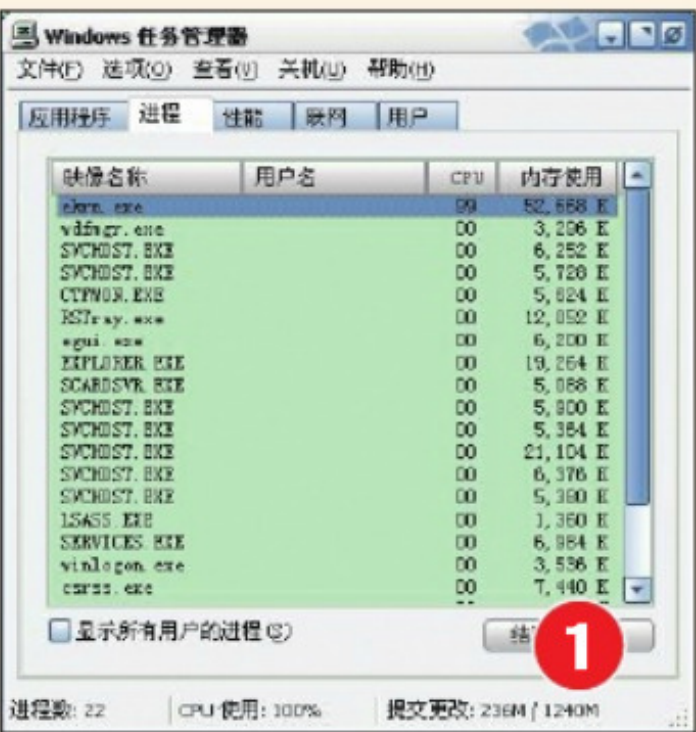 Windows 任务管理器
文件(F) 选项(O) 查看(V) 关机(U) 帮助(H)
应用程序 进程 性能 联网 用户
映像名称 用户名 CPU 内存使用
ekrn.exe 99 52,668 K
wdfmgr.exe 00 3,296 K
SVCHOST.EXE 00 6,252 K
SVCHOST.EXE 00 5,728 K
CTFMON.EXE 00 5,624 K
RSTray.exe 00 12,052 K
egui.exe 00 6,200 K
EXPLORER.EXE 00 19,264 K
SCARDSVR.EXE 00 5,088 K
SVCHOST.EXE 00 5,900 K
SVCHOST.EXE 00 5,364 K
SVCHOST.EXE 00 21,104 K
SVCHOST.EXE 00 6,376 K
SVCHOST.EXE 00 5,380 K
LSASS.EXE 00 1,360 K
SERVICES.EXE 00 6,984 K
winlogon.exe 00 3,536 K
csrss.exe 00 7,440 K
显示所有用户的进程(S)
结
1
进程数: 22 CPU 使用: 100% 提交更改: 236M / 1240M